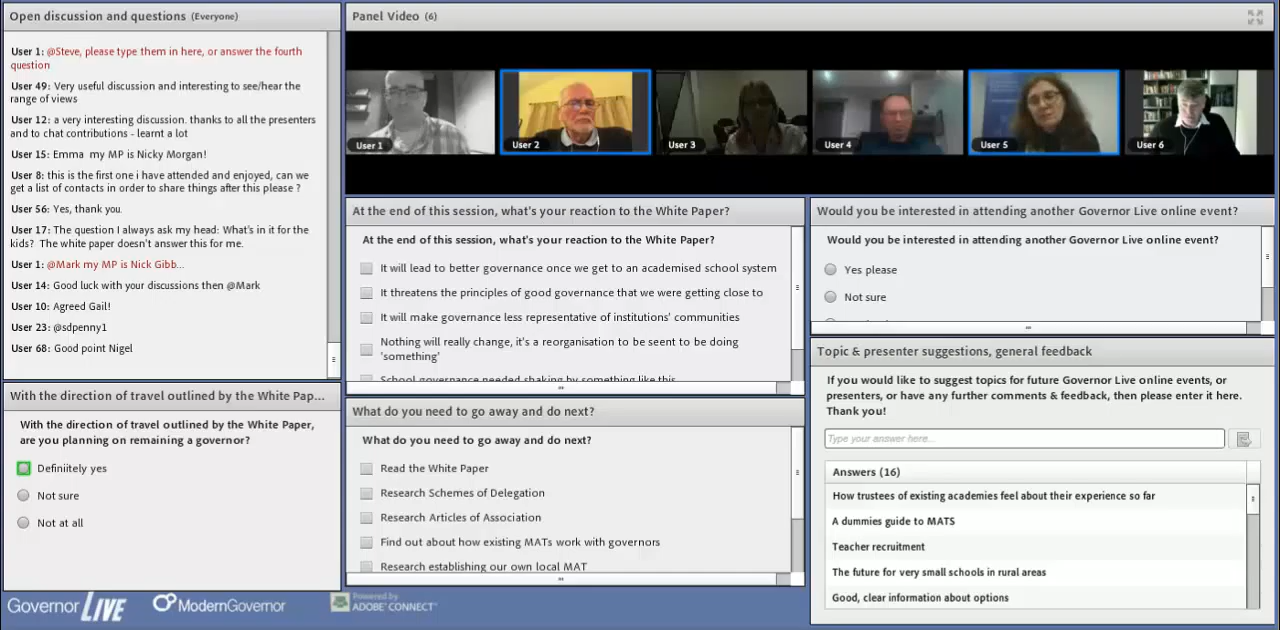 Open discussion and questions (Everyone)
User 1: @Steve, please type them in here, or answer the fourth
question
User 49: Very useful discussion and interesting to see/hear the
range of views
User 12: a very interesting discussion. thanks to all the presenters
and to chat contributions - learnt a lot
User 15: Emma my MP is Nicky Morgan!
User 8: this is the first one i have attended and enjoyed, can we
get a list of contacts in order to share things after this please ?
User 56: Yes, thank you.
User 17: The question I always ask my head: What's in it for the
kids? The white paper doesn't answer this for me.
User 1: @Mark my MP is Nick Gibb...
User 14: Good luck with your discussions then @Mark
User 10: Agreed Gail!
User 23: @sdpenny1
User 68: Good point Nigel
With the direction of travel outlined by the White Pap...
With the direction of travel outlined by the White Paper,
are you planning on remaining a governor?
Definiitely yes
Not sure
Not at all
Panel Video (6)
User 1
User 2
User 3
User 4
User 5
User 6
At the end of this session, what's your reaction to the White Paper?
At the end of this session, what's your reaction to the White Paper?
It will lead to better governance once we get to an academised school system
It threatens the principles of good governance that we were getting close to
It will make governance less representative of institutions' communities
Nothing will really change, it's a reorganisation to be seent to be doing
'something'
School governance needed shaking by something like this
What do you need to go away and do next?
What do you need to go away and do next?
Read the White Paper
Research Schemes of Delegation
Research Articles of Association
Find out about how existing MATs work with governors
Research establishing our own local MAT
Would you be interested in attending another Governor Live online event?
Would you be interested in attending another Governor Live online event?
Yes please
Not sure
Topic & presenter suggestions, general feedback
If you would like to suggest topics for future Governor Live online events, or
presenters, or have any further comments & feedback, then please enter it here.
Thank you!
Type your answer here...
Answers (16)
How trustees of existing academies feel about their experience so far
A dummies guide to MATS
Teacher recruitment
The future for very small schools in rural areas
Good, clear information about options
Governor LIVE
ModernGovernor
Powered by
ADOBE' CONNECT™